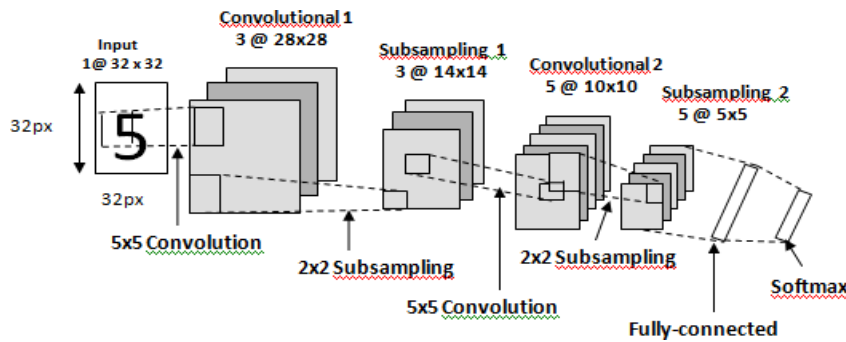 Convolutional 1
3 @ 28x28
Input
1@ 32 x 32
Subsampling 1
3 @ 14x14
Convolutional 2
5 @ 10x10
Subsampling 2
5 @ 5x5
32px
5
32px
5x5 Convolution
2x2 Subsampling
5x5 Convolution
2x2 Subsampling
Softmax
Fully-connected